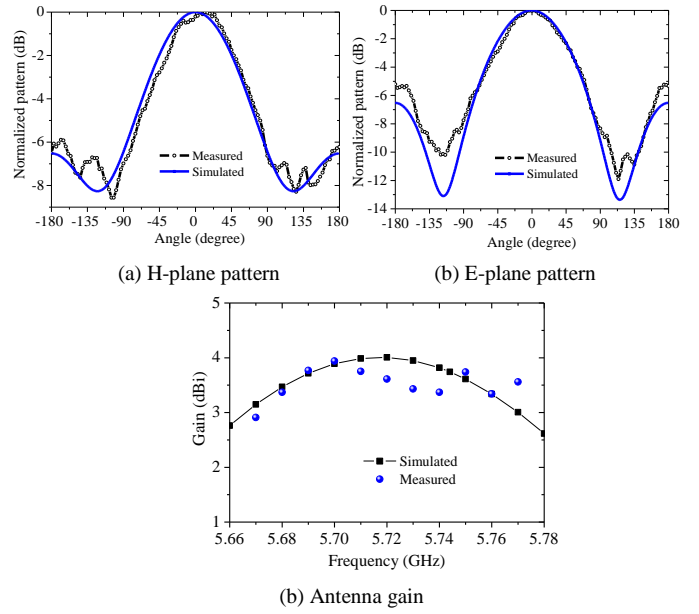 Normalized pattern (dB)
0
-2
-4
-6
-8
Measured
Simulated
-180 -135 -90 -45 0 45 90 135 180
Angle (degree)
(a) H-plane pattern
Normalized pattern (dB)
0
-2
-4
-6
-8
-10
-12
-14
Measured
Simulated
-180 -135 -90 -45 0 45 90 135 180
Angle (degree)
(b) E-plane pattern
Gain (dBi)
5
4
3
2
1
Simulated
Measured
5.66 5.68 5.70 5.72 5.74 5.76 5.78
Frequency (GHz)
(b) Antenna gain